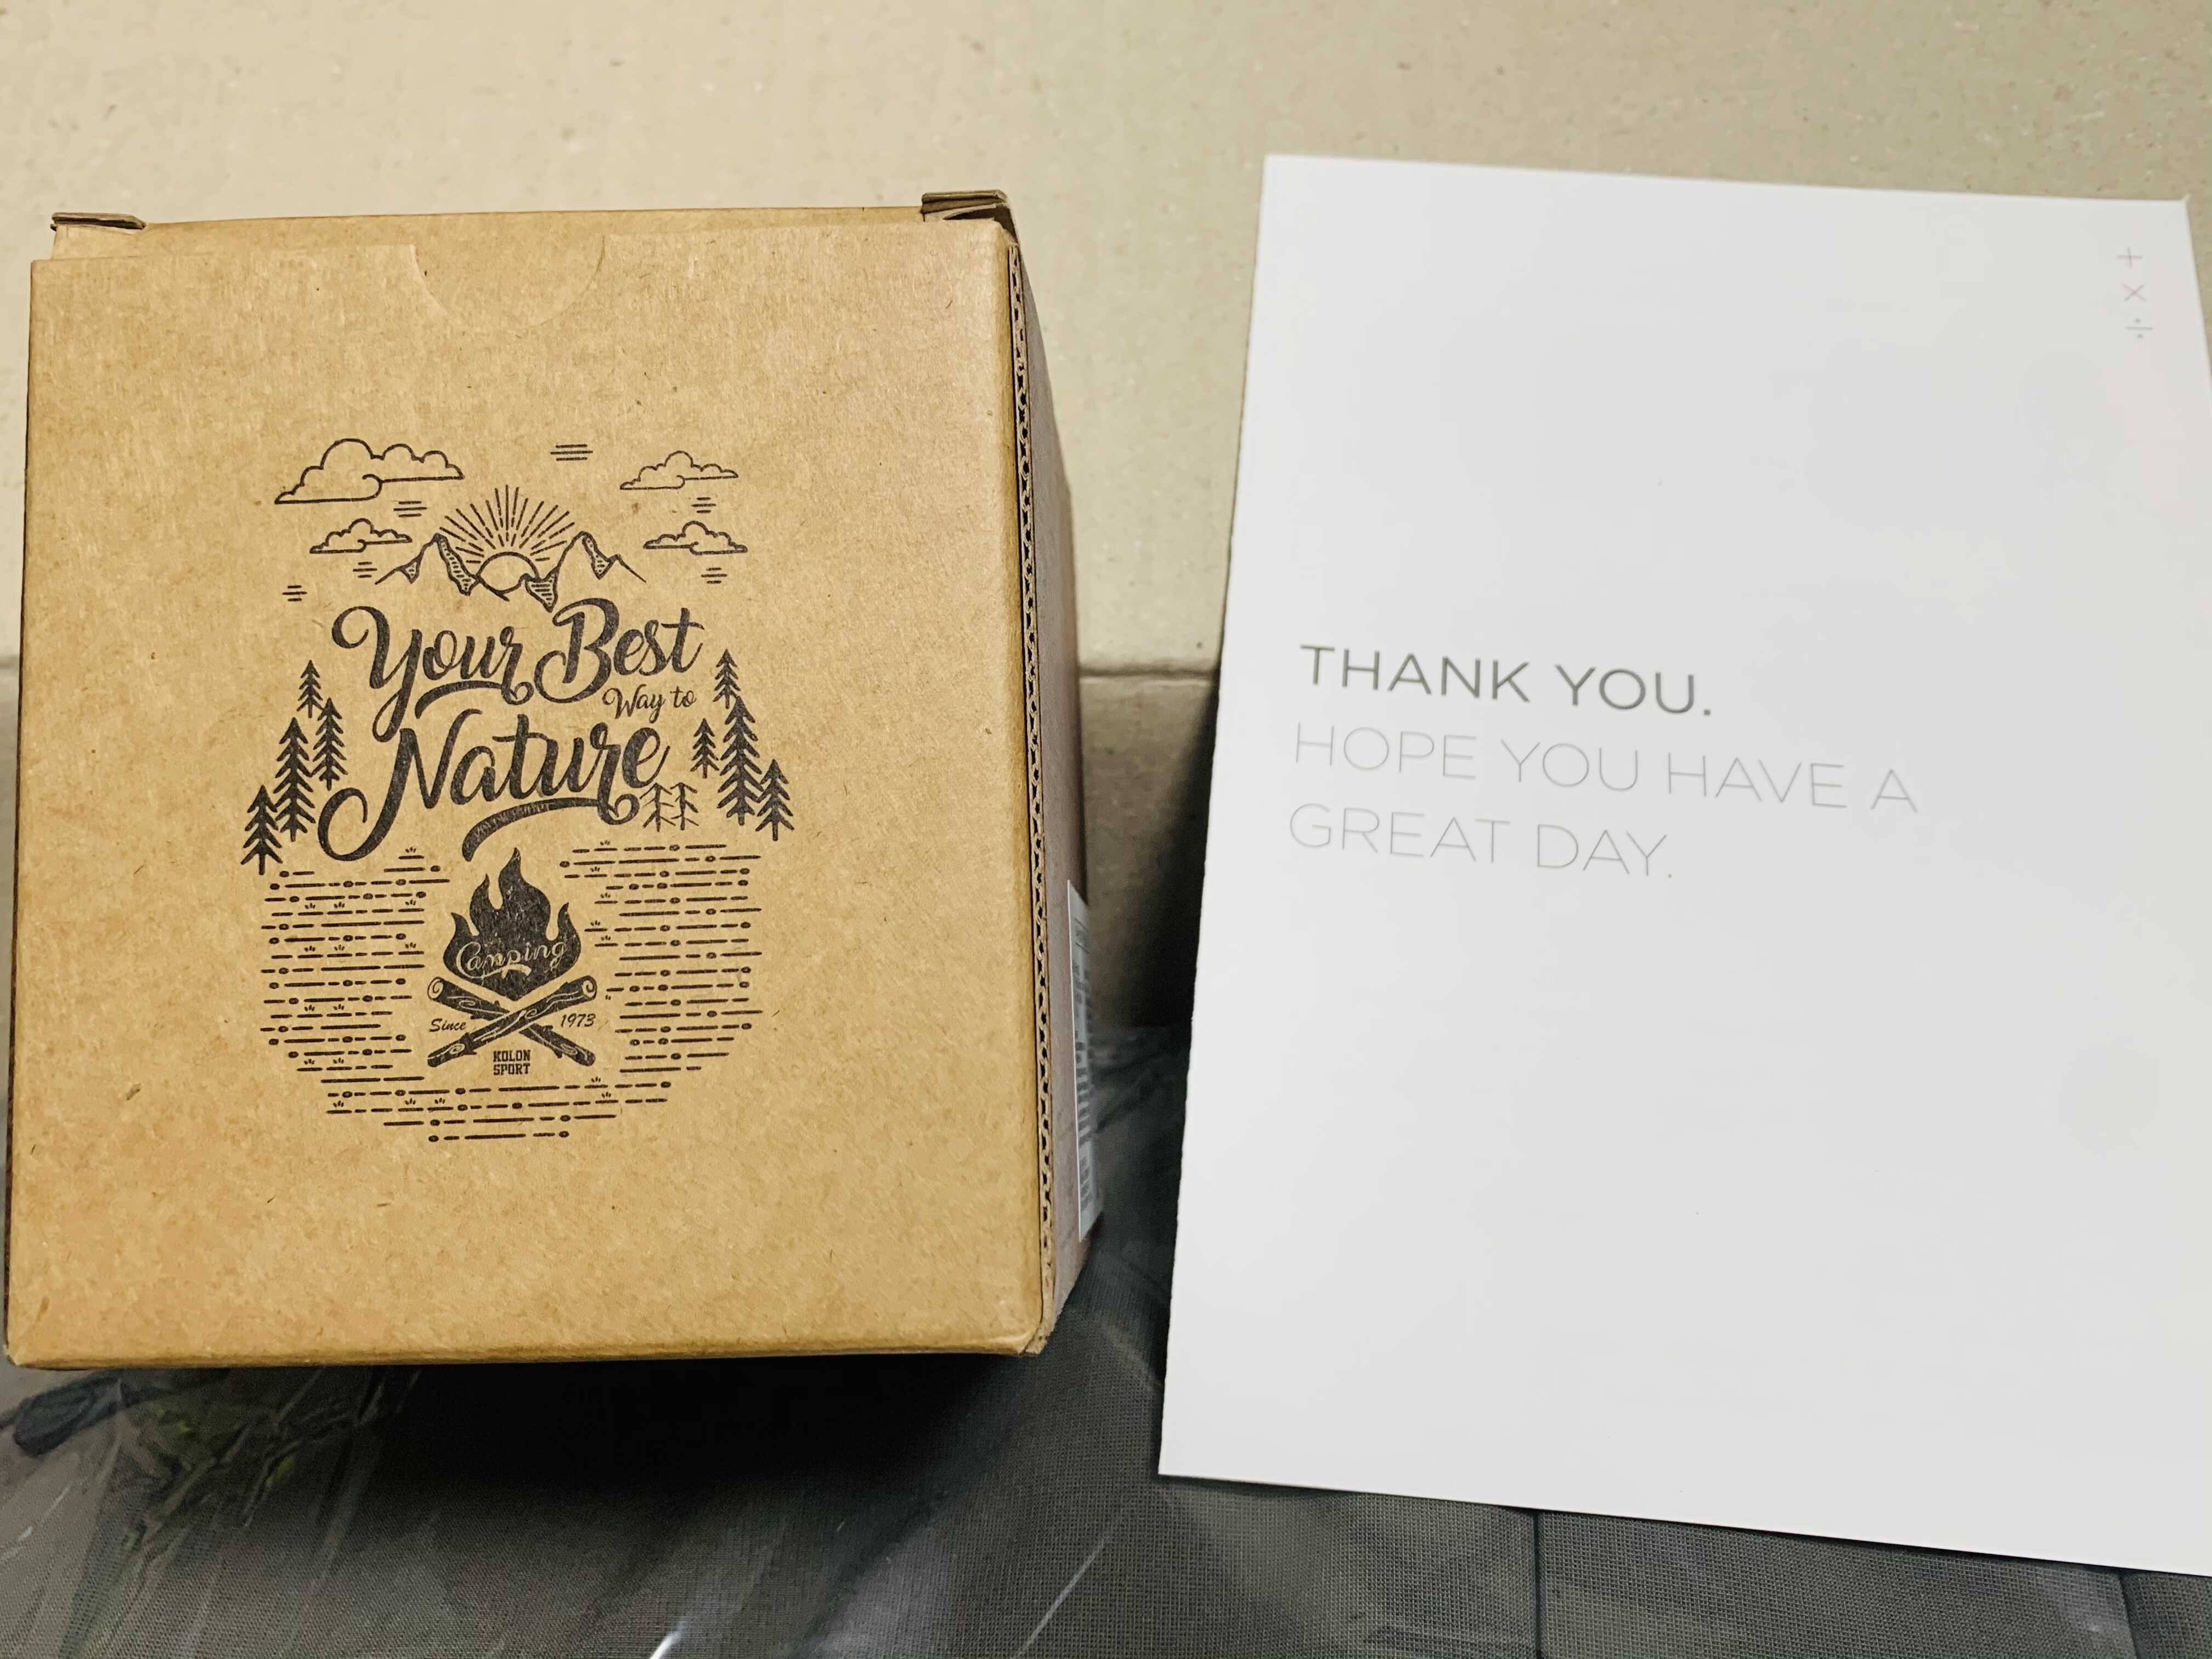 Your Best
Way to
Nature
Camping
Since 1973
KOLON
SPORT
+ × ÷
THANK YOU.
HOPE YOU HAVE A
GREAT DAY.